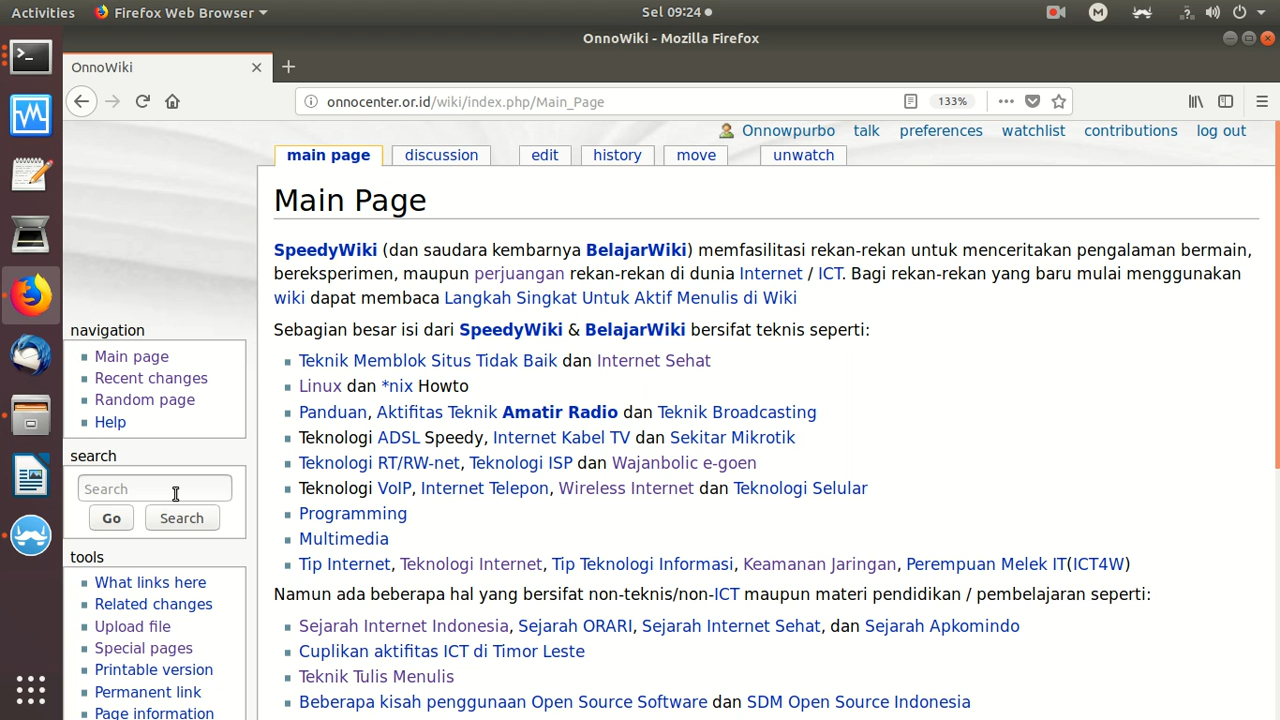 Activities Firefox Web Browser Sel 09:24
OnnoWiki - Mozilla Firefox
OnnoWiki
onnocenter.or.id/wiki/index.php/Main_Page 133%
Onnowpurbo talk preferences watchlist contributions log out
main page discussion edit history move unwatch
Main Page
SpeedyWiki (dan saudara kembarnya BelajarWiki) memfasilitasi rekan-rekan untuk menceritakan pengalaman bermain,
bereksperimen, maupun perjuangan rekan-rekan di dunia Internet / ICT. Bagi rekan-rekan yang baru mulai menggunakan
wiki dapat membaca Langkah Singkat Untuk Aktif Menulis di Wiki
Sebagian besar isi dari SpeedyWiki & BelajarWiki bersifat teknis seperti:
Teknik Memblok Situs Tidak Baik dan Internet Sehat
Linux dan *nix Howto
Panduan, Aktifitas Teknik Amatir Radio dan Teknik Broadcasting
Teknologi ADSL Speedy, Internet Kabel TV dan Sekitar Mikrotik
Teknologi RT/RW-net, Teknologi ISP dan Wajanbolic e-goen
Teknologi VoIP, Internet Telepon, Wireless Internet dan Teknologi Selular
Programming
Multimedia
Tip Internet, Teknologi Internet, Tip Teknologi Informasi, Keamanan Jaringan, Perempuan Melek IT(ICT4W)
Namun ada beberapa hal yang bersifat non-teknis/non-ICT maupun materi pendidikan / pembelajaran seperti:
Sejarah Internet Indonesia, Sejarah ORARI, Sejarah Internet Sehat, dan Sejarah Apkomindo
Cuplikan aktifitas ICT di Timor Leste
Teknik Tulis Menulis
Beberapa kisah penggunaan Open Source Software dan SDM Open Source Indonesia
navigation
Main page
Recent changes
Random page
Help
search
Search
Go Search
tools
What links here
Related changes
Upload file
Special pages
Printable version
Permanent link
Page information